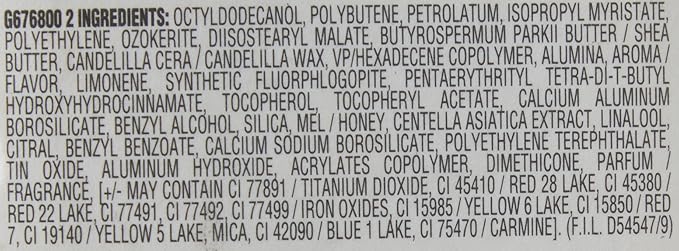 G676800 2 INGREDIENTS: OCTYLDODECANOL, POLYBUTENE, PETROLATUM, ISOPROPYL MYRISTATE,
POLYETHYLENE, OZOKERITE, DIISOSTEARYL MALATE, BUTYROSPERMUM PARKII BUTTER / SHEA
BUTTER, CANDELILLA CERA / CANDELILLA WAX, VP/HEXADECENE COPOLYMER, ALUMINA, AROMA /
FLAVOR, LIMONENE, SYNTHETIC FLUORPHLOGOPITE, PENTAERYTHRITYL TETRA-DI-T-BUTYL
HYDROXYHYDROCINNAMATE, TOCOPHEROL, TOCOPHERYL ACETATE, CALCIUM ALUMINUM
BOROSILICATE, BENZYL ALCOHOL, SILICA, MEL / HONEY, CENTELLA ASIATICA EXTRACT, LINALOOL,
CITRAL, BENZYL BENZOATE, CALCIUM SODIUM BOROSILICATE, POLYETHYLENE TEREPHTHALATE,
TIN OXIDE, ALUMINUM HYDROXIDE, ACRYLATES COPOLYMER, DIMETHICONE, PARFUM /
FRAGRANCE, [+/- MAY CONTAIN CI 77891 / TITANIUM DIOXIDE, CI 45410 / RED 28 LAKE, CI 45380 /
RED 22 LAKE, CI 77491, CI 77492, CI 77499 / IRON OXIDES, CI 15985 / YELLOW 6 LAKE, CI 15850 / RED
7, CI 19140 / YELLOW 5 LAKE, MICA, CI 42090 / BLUE 1 LAKE, CI 75470 / CARMINE]. (F.I.L. D54547/9)